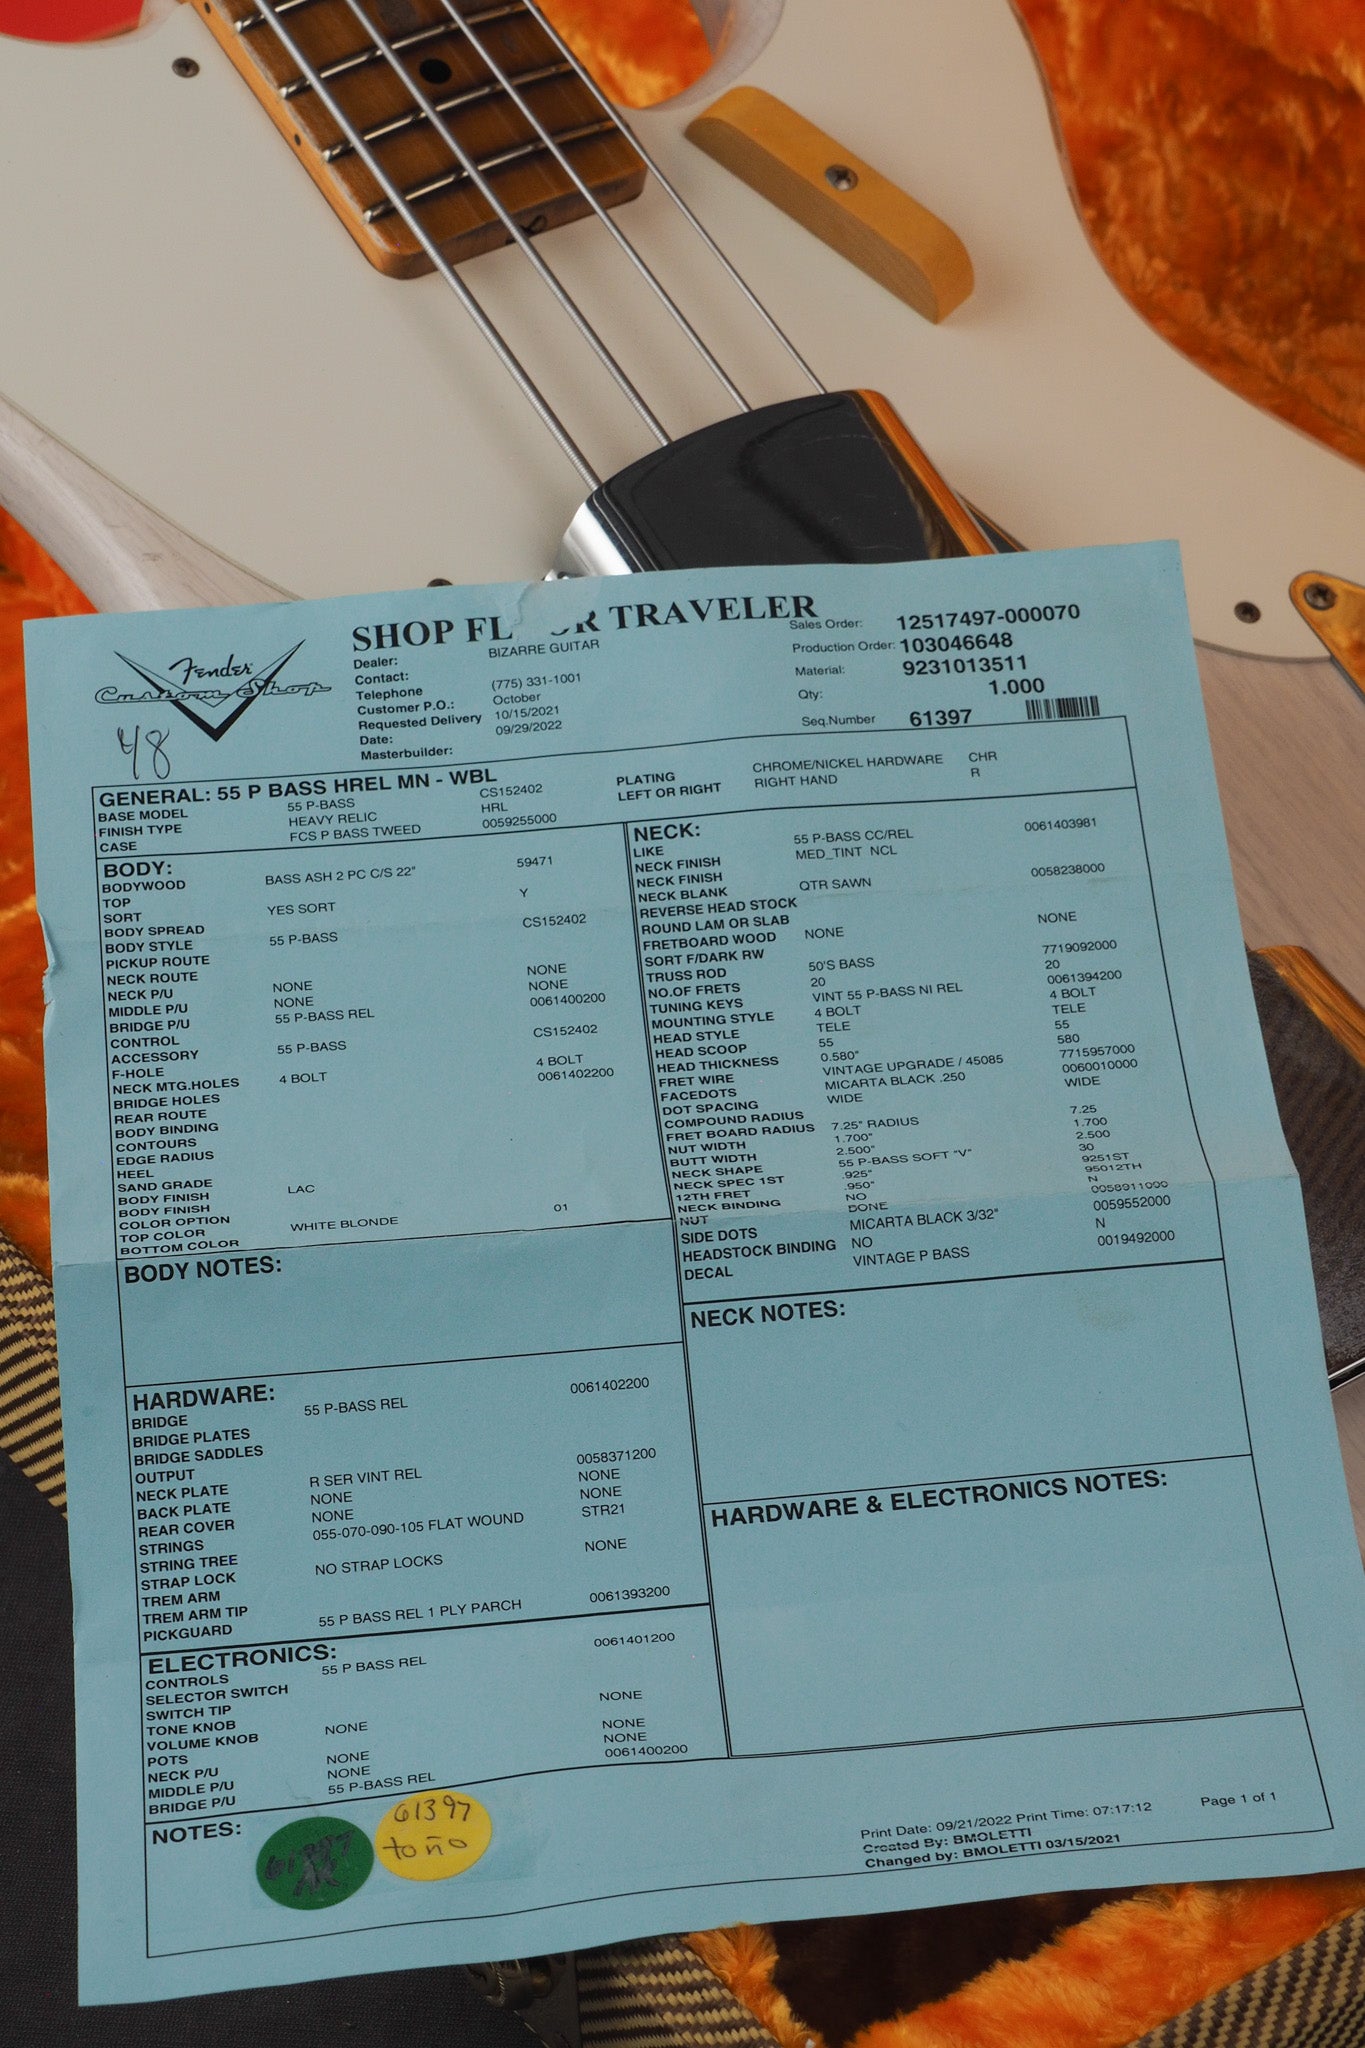 SHOP FL OR TRAVELER
Fender
Custom Shop
48
Dealer: BIZARRE GUITAR
Contact:
Telephone (775) 331-1001
Customer P.O.: October
Requested Delivery 10/15/2021
Date: 09/29/2022
Masterbuilder:
Sales Order: 12517497-000070
Production Order: 103046648
Material: 9231013511
Qty: 1.000
Seq.Number 61397
GENERAL: 55 P BASS HREL MN - WBL
BASE MODEL 55 P-BASS CS152402
FINISH TYPE HEAVY RELIC HRL
CASE FCS P BASS TWEED 0059255000
PLATING CHROME/NICKEL HARDWARE CHR
LEFT OR RIGHT RIGHT HAND R
BODY:
BODYWOOD BASS ASH 2 PC C/S 22" 59471
TOP
SORT YES SORT Y
BODY SPREAD
BODY STYLE 55 P-BASS CS152402
PICKUP ROUTE
NECK ROUTE
NECK P/U NONE NONE
MIDDLE P/U NONE NONE
BRIDGE P/U 55 P-BASS REL 0061400200
CONTROL
ACCESSORY 55 P-BASS CS152402
F-HOLE
NECK MTG.HOLES 4 BOLT 4 BOLT
BRIDGE HOLES 0061402200
REAR ROUTE
BODY BINDING
CONTOURS
EDGE RADIUS
HEEL
SAND GRADE
BODY FINISH LAC
BODY FINISH
COLOR OPTION
TOP COLOR WHITE BLONDE 01
BOTTOM COLOR
BODY NOTES:
NECK:
LIKE 55 P-BASS CC/REL 0061403981
NECK FINISH MED_TINT NCL
NECK FINISH
NECK BLANK QTR SAWN 0058238000
REVERSE HEAD STOCK
ROUND LAM OR SLAB
FRETBOARD WOOD NONE NONE
SORT F/DARK RW
TRUSS ROD 50'S BASS 7719092000
NO.OF FRETS 20 20
TUNING KEYS VINT 55 P-BASS NI REL 0061394200
MOUNTING STYLE 4 BOLT 4 BOLT
HEAD STYLE TELE TELE
HEAD SCOOP 55 55
HEAD THICKNESS 0.580" 580
FRET WIRE VINTAGE UPGRADE / 45085 7715957000
FACEDOTS MICARTA BLACK .250 0060010000
DOT SPACING WIDE WIDE
COMPOUND RADIUS
FRET BOARD RADIUS 7.25" RADIUS 7.25
NUT WIDTH 1.700" 1.700
BUTT WIDTH 2.500" 2.500
NECK SHAPE 55 P-BASS SOFT "V" 30
NECK SPEC 1ST .925" 9251ST
12TH FRET .950" 95012TH
NECK BINDING NO N
NUT BONE 0058911000
SIDE DOTS MICARTA BLACK 3/32" 0059552000
HEADSTOCK BINDING NO N
DECAL VINTAGE P BASS 0019492000
NECK NOTES:
HARDWARE:
BRIDGE 55 P-BASS REL 0061402200
BRIDGE PLATES
BRIDGE SADDLES
OUTPUT
NECK PLATE R SER VINT REL 0058371200
BACK PLATE NONE NONE
REAR COVER NONE NONE
STRINGS 055-070-090-105 FLAT WOUND STR21
STRING TREE
STRAP LOCK NO STRAP LOCKS NONE
TREM ARM
TREM ARM TIP
PICKGUARD 55 P BASS REL 1 PLY PARCH 0061393200
HARDWARE & ELECTRONICS NOTES:
ELECTRONICS:
CONTROLS 55 P BASS REL 0061401200
SELECTOR SWITCH
SWITCH TIP
TONE KNOB NONE NONE
VOLUME KNOB
POTS NONE NONE
NECK P/U NONE NONE
MIDDLE P/U 55 P-BASS REL 0061400200
BRIDGE P/U
NOTES:
61397
61397
toño
Print Date: 09/21/2022 Print Time: 07:17:12 Page 1 of 1
Created By: BMOLETTI
Changed by: BMOLETTI 03/15/2021